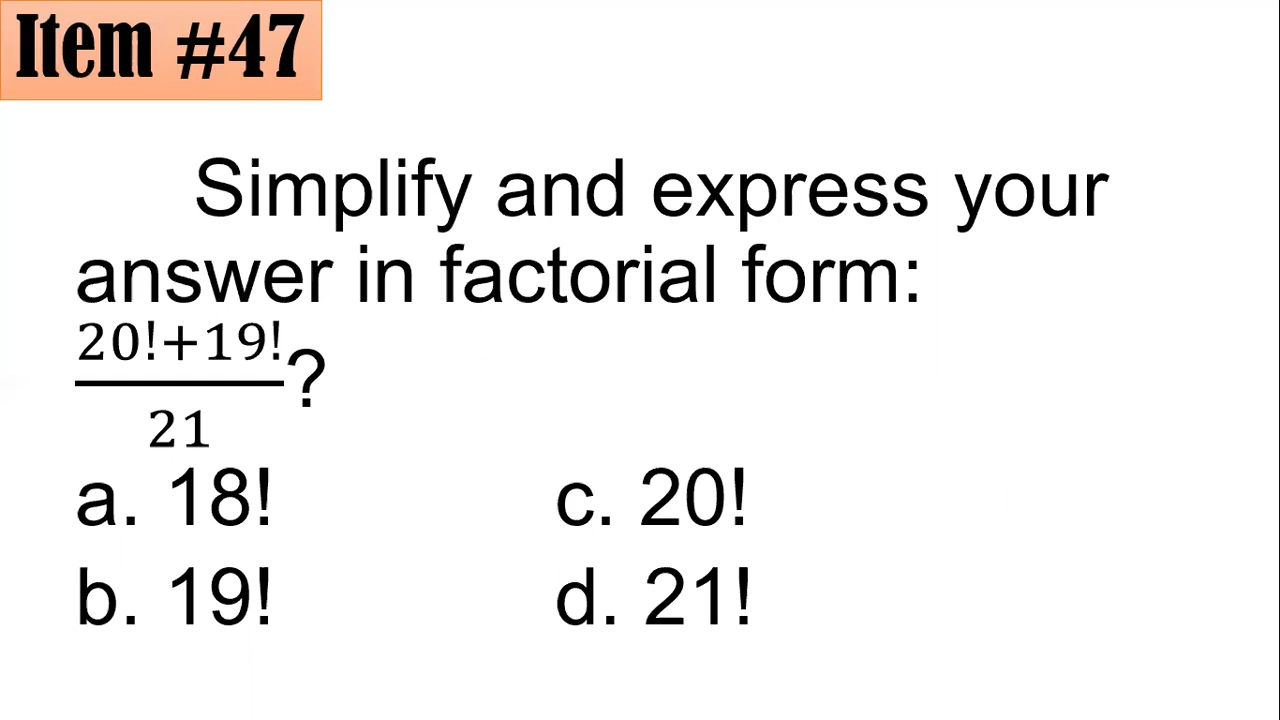 Item #47
Simplify and express your
answer in factorial form:
20!+19!
21
?
a. 18!
c. 20!
b. 19!
d. 21!